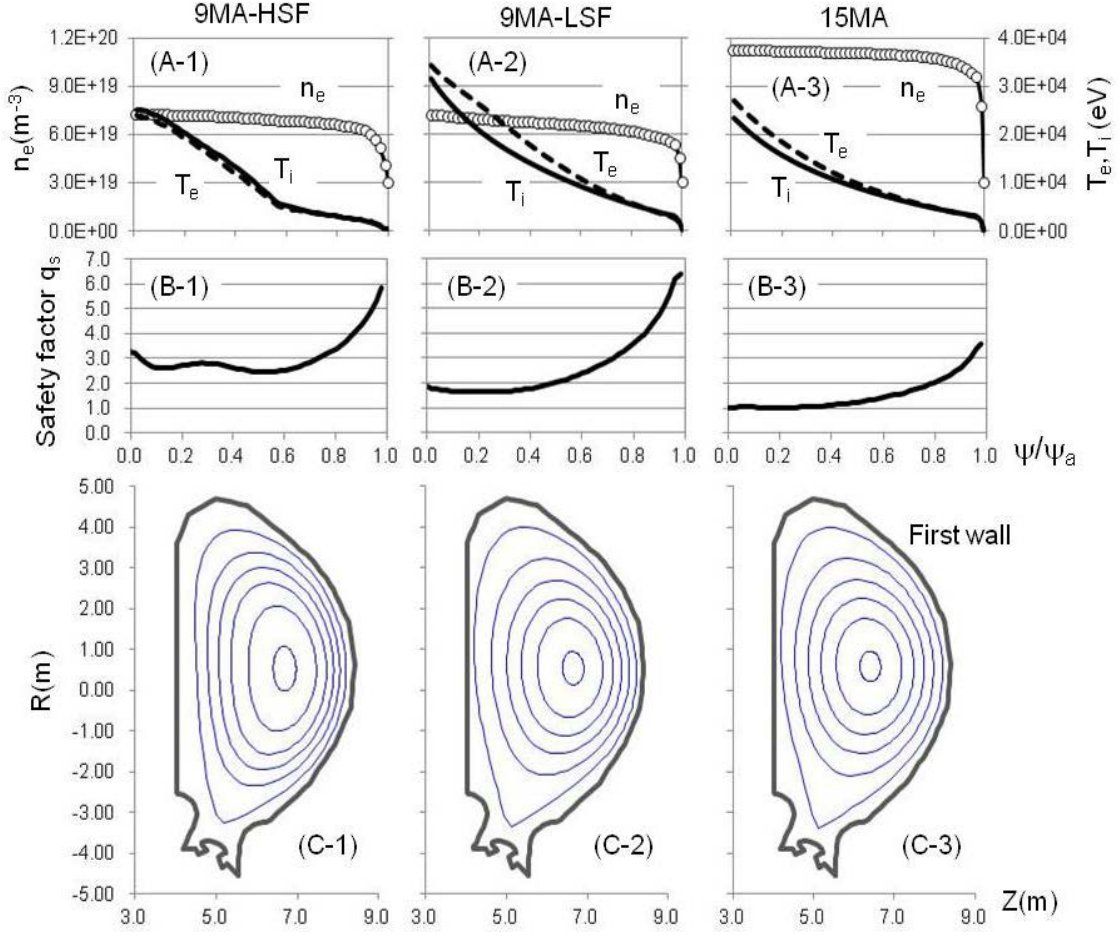 9MA-HSF 9MA-LSF 15MA
1.2E+20 4.0E+04
(A-1) (A-2) (A-3)
9.0E+19 3.0E+04
nₑ nₑ nₑ
6.0E+19 2.0E+04
nₑ(m⁻³) Tₑ,Tᵢ (eV)
Tₑ Tᵢ Tₑ Tᵢ Tₑ Tᵢ
3.0E+19 1.0E+04
0.0E+00 0.0E+00
Safety factor qₛ
7.0
6.0
5.0
4.0
3.0
2.0
1.0
0.0
(B-1) (B-2) (B-3)
0.0 0.2 0.4 0.6 0.8 1.0 0.0 0.2 0.4 0.6 0.8 1.0 0.0 0.2 0.4 0.6 0.8 1.0 ψ/ψₐ
R(m)
5.00
4.00
3.00
2.00
1.00
0.00
-1.00
-2.00
-3.00
-4.00
-5.00
First wall
(C-1) (C-2) (C-3)
3.0 5.0 7.0 9.0 3.0 5.0 7.0 9.0 3.0 5.0 7.0 9.0 Z(m)